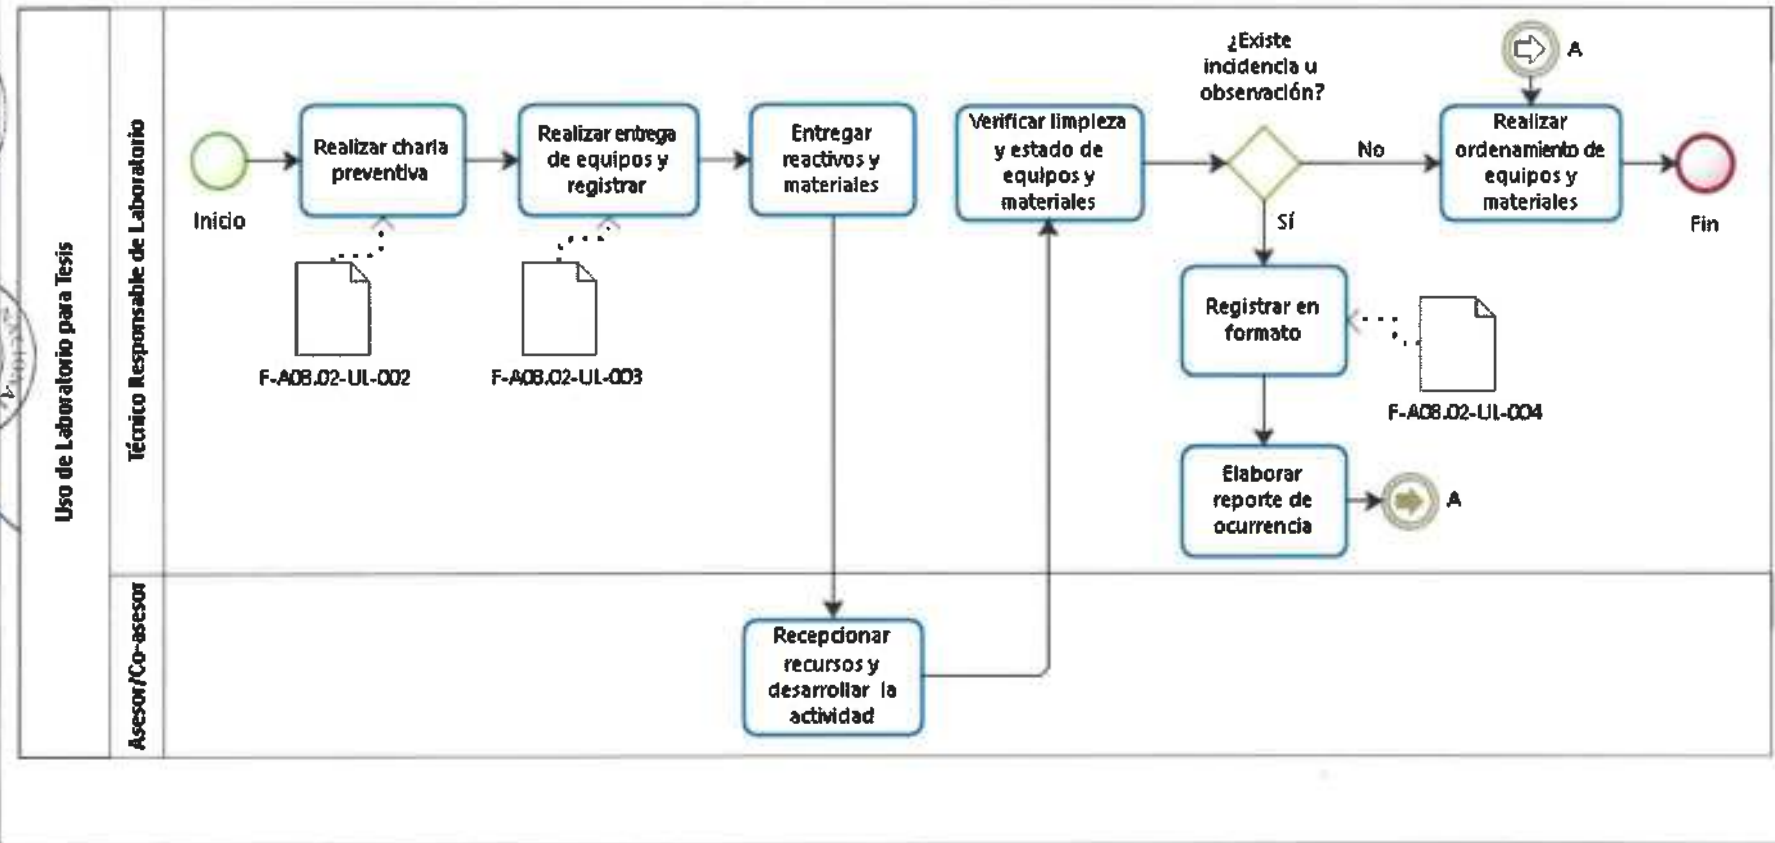 Uso de Laboratorio para Tesis
Técnico Responsable de Laboratorio
Asesor/Co-asesor
Inicio
Realizar charla
preventiva
F-A08.02-UL-002
Realizar entrega
de equipos y
registrar
F-A08.02-UL-003
Entregar
reactivos y
materiales
Recepcionar
recursos y
desarrollar la
actividad
Verificar limpieza
y estado de
equipos y
materiales
¿Existe
incidencia u
observación?
No
Sí
Registrar en
formato
F-A08.02-UL-004
Elaborar
reporte de
ocurrencia
A
A
Realizar
ordenamiento de
equipos y
materiales
Fin